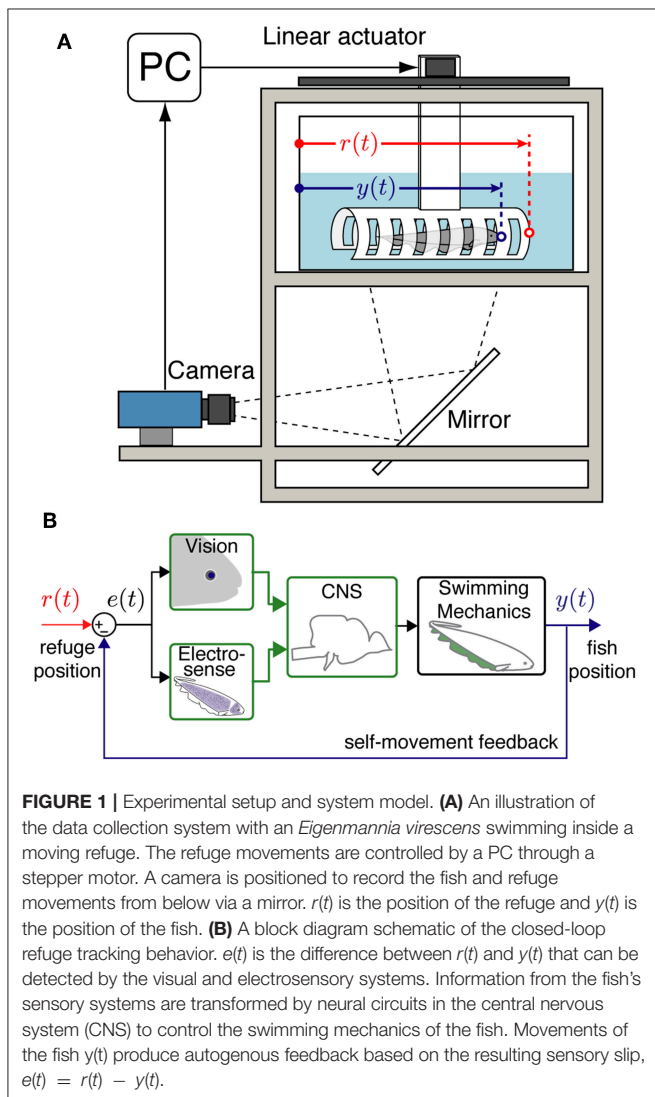 A
Linear actuator
PC
r(t)
y(t)
Camera
Mirror
B
Vision
CNS
Swimming
Mechanics
r(t)
e(t)
y(t)
+
−
refuge
position
Electro-
sense
fish
position
self-movement feedback
FIGURE 1 | Experimental setup and system model. (A) An illustration of
the data collection system with an Eigenmannia virescens swimming inside a
moving refuge. The refuge movements are controlled by a PC through a
stepper motor. A camera is positioned to record the fish and refuge
movements from below via a mirror. r(t) is the position of the refuge and y(t) is
the position of the fish. (B) A block diagram schematic of the closed-loop
refuge tracking behavior. e(t) is the difference between r(t) and y(t) that can be
detected by the visual and electrosensory systems. Information from the fish's
sensory systems are transformed by neural circuits in the central nervous
system (CNS) to control the swimming mechanics of the fish. Movements of
the fish y(t) produce autogenous feedback based on the resulting sensory slip,
e(t) = r(t) − y(t).